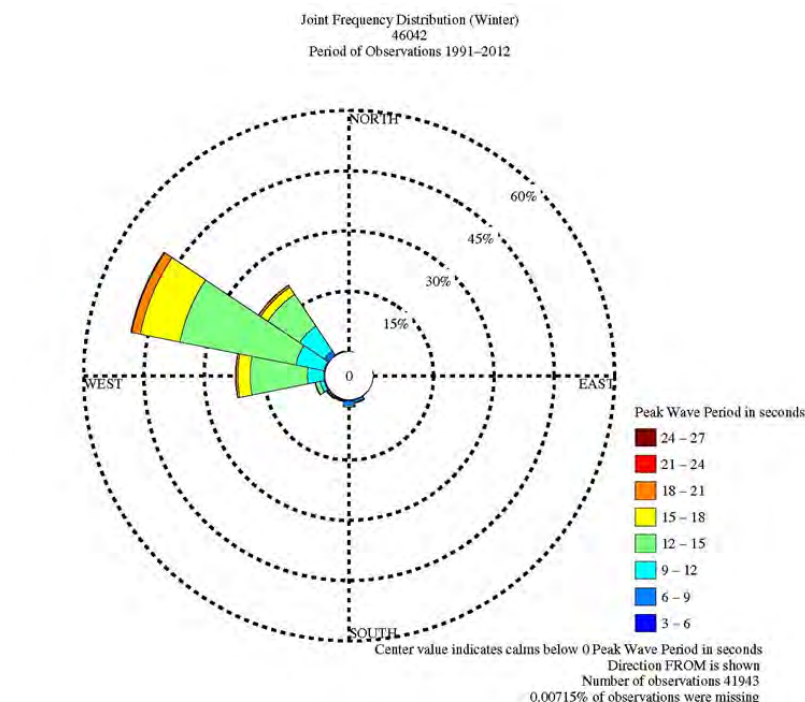 Joint Frequency Distribution (Winter)
46042
Period of Observations 1991–2012
NORTH
60%
45%
30%
15%
0
WEST
EAST
Peak Wave Period in seconds
24 – 27
21 – 24
18 – 21
15 – 18
12 – 15
9 – 12
6 – 9
3 – 6
SOUTH
Center value indicates calms below 0 Peak Wave Period in seconds
Direction FROM is shown
Number of observations 41943
0.00715% of observations were missing